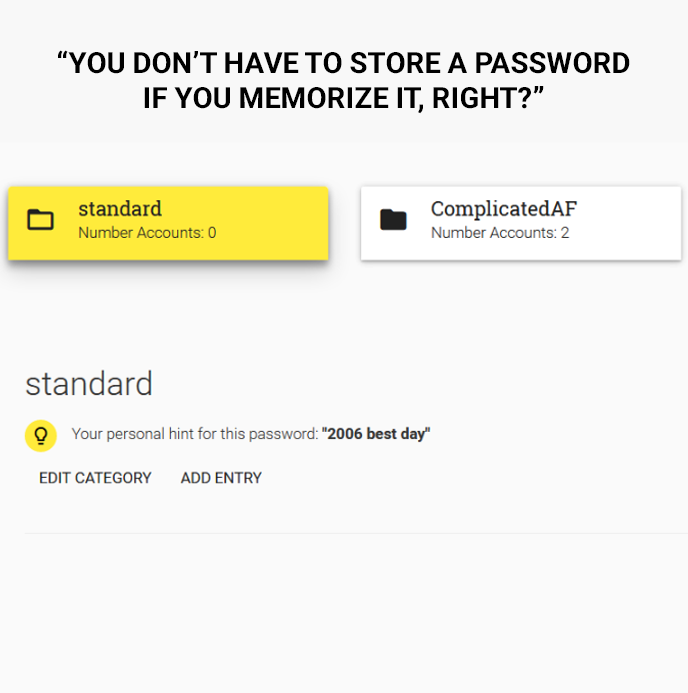 “YOU DON’T HAVE TO STORE A PASSWORD
IF YOU MEMORIZE IT, RIGHT?”
standard
Number Accounts: 0
ComplicatedAF
Number Accounts: 2
standard
Your personal hint for this password: "2006 best day"
EDIT CATEGORY
ADD ENTRY